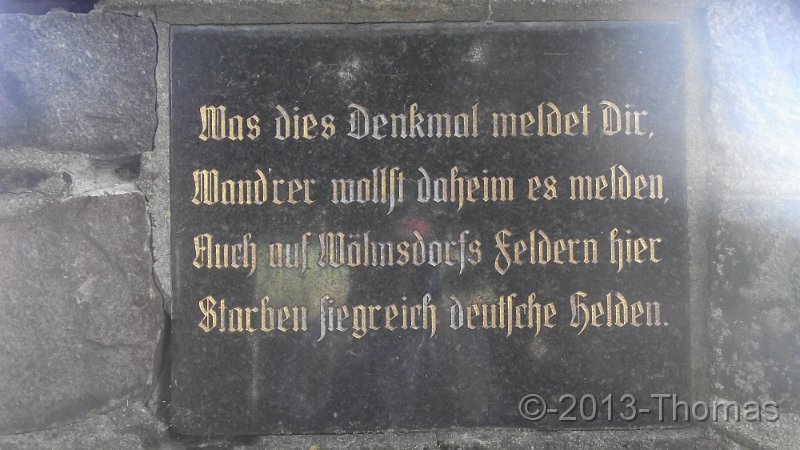 Was dies Denkmal meldet Dir,
Wand'rer wollſt daheim es melden,
Auch auf Wölmsdorfs Feldern hier
Starben ſiegreich deutſche Helden.
©-2013-Thomas